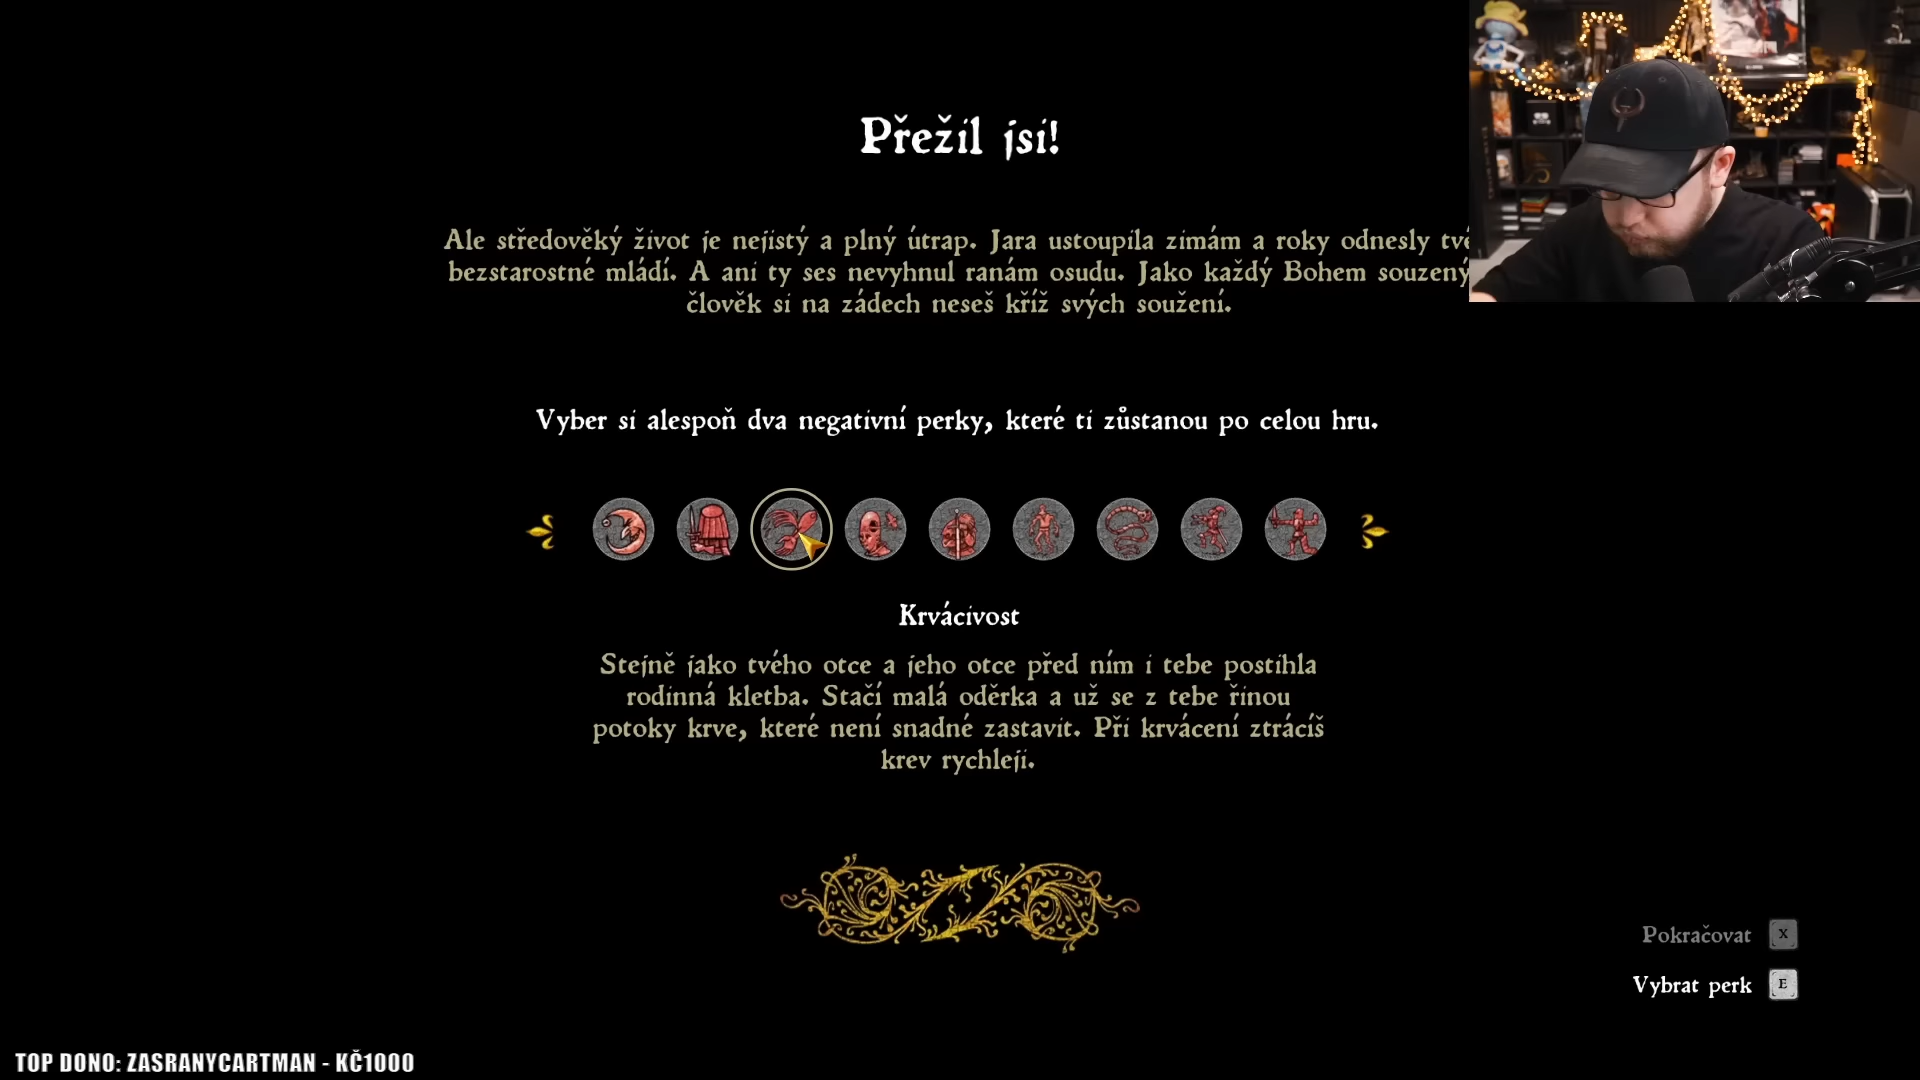 Přežil jsi!
Ale středověký život je nejistý a plný útrap. Jara ustoupila zimám a roky odnesly tvé
bezstarostné mládí. A ani ty ses nevyhnul ranám osudu. Jako každý Bohem souzený
člověk si na zádech neseš kříž svých soužení.
Vyber si alespoň dva negativní perky, které ti zůstanou po celou hru.
Krvácivost
Stejně jako tvého otce a jeho otce před ním i tebe postihla
rodinná kletba. Stačí malá oděrka a už se z tebe řinou
potoky krve, které není snadné zastavit. Při krvácení ztrácíš
krev rychleji.
Pokračovat X
Vybrat perk E
TOP DONO: ZASRANYCARTMAN - KČ1000